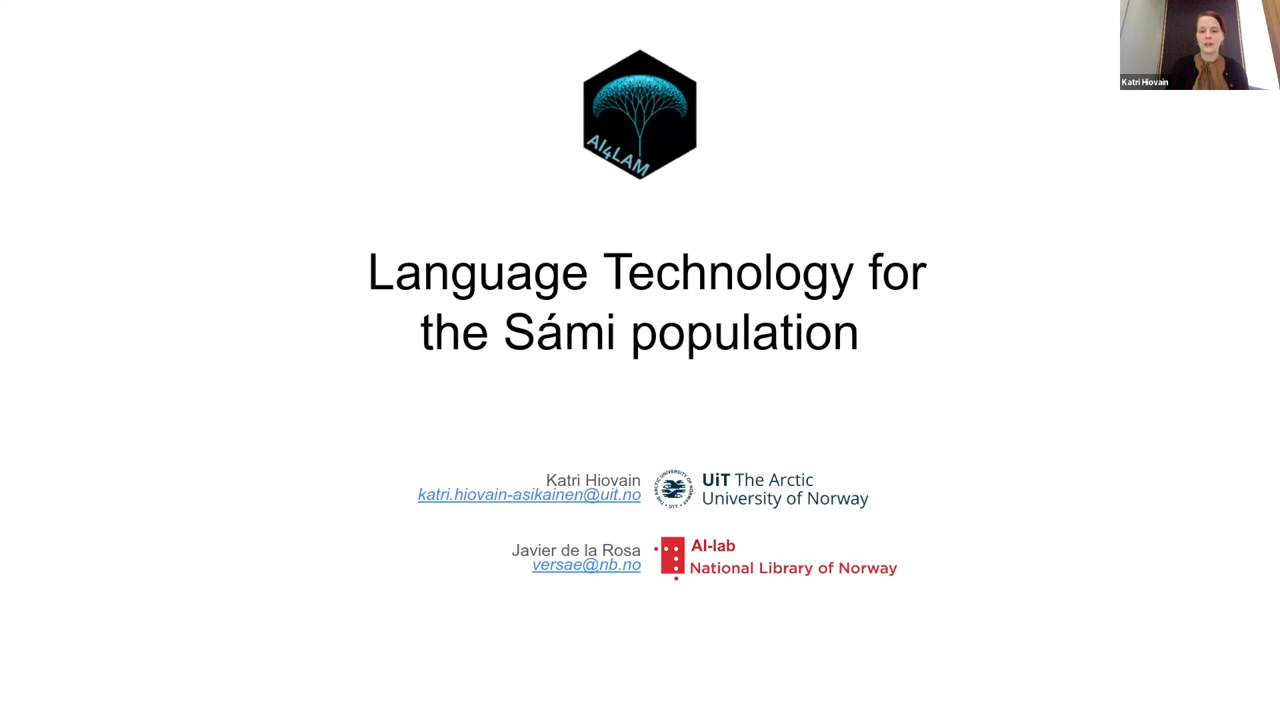 Katri Hiovain
AI4LAM
Language Technology for
the Sámi population
Katri Hiovain
katri.hiovain-asikainen@uit.no
UiT The Arctic
University of Norway
Javier de la Rosa
versae@nb.no
AI-lab
National Library of Norway